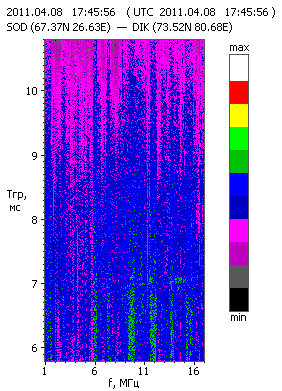 2011.04.08 17:45:56 ( UTC 2011.04.08 17:45:56 )
SOD (67.37N 26.63E) — DIK (73.52N 80.68E)
max
10
9
Tгр,
мс
8
7
6
min
1 6 11 16
f, МГц